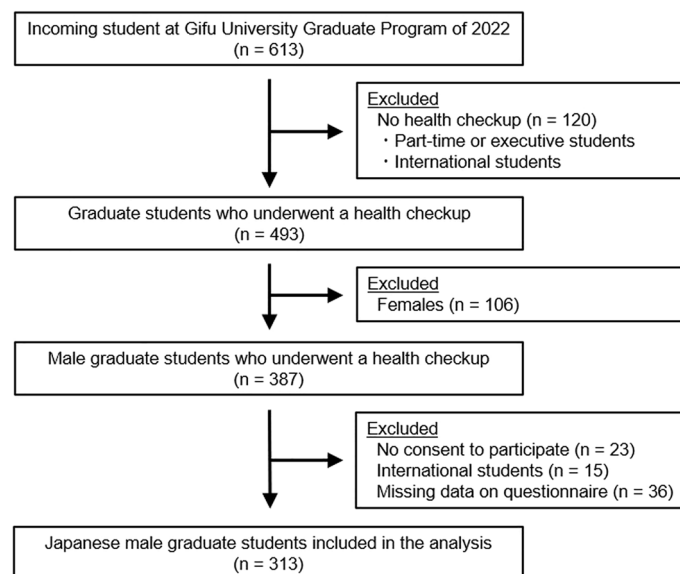 Incoming student at Gifu University Graduate Program of 2022
(n = 613)
Excluded
No health checkup (n = 120)
・Part-time or executive students
・International students
Graduate students who underwent a health checkup
(n = 493)
Excluded
Females (n = 106)
Male graduate students who underwent a health checkup
(n = 387)
Excluded
No consent to participate (n = 23)
International students (n = 15)
Missing data on questionnaire (n = 36)
Japanese male graduate students included in the analysis
(n = 313)